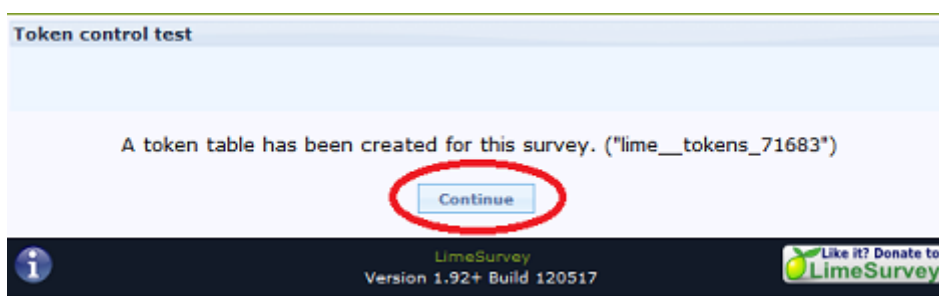 Token control test
A token table has been created for this survey. ("lime__tokens_71683")
Continue
i
LimeSurvey
Version 1.92+ Build 120517
Like it? Donate to
LimeSurvey